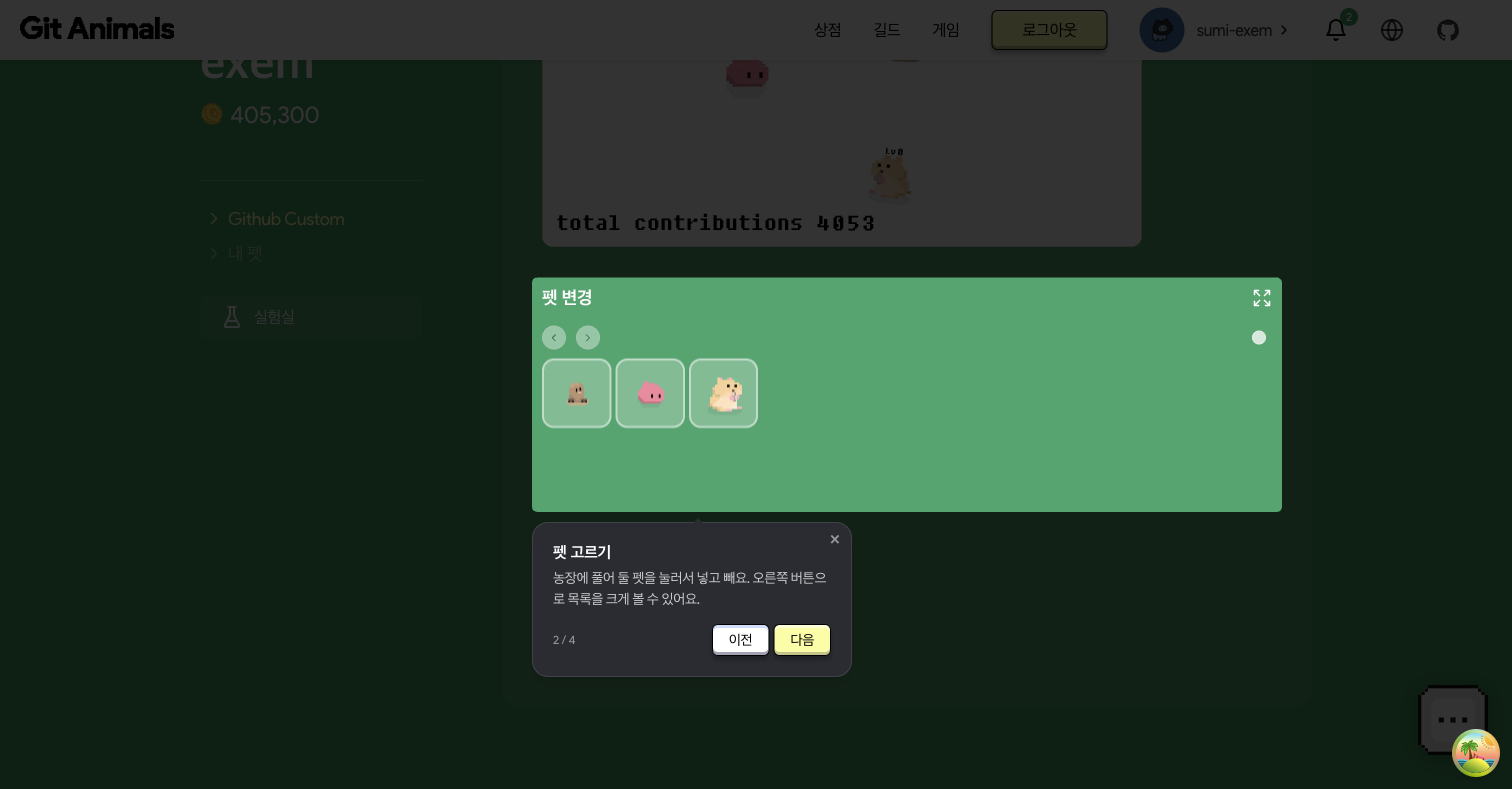 Git Animals
상점
길드
게임
로그아웃
sumi-exem
2
exem
405,300
Github Custom
내 펫
실험실
total contributions 4053
펫 변경
펫 고르기
농장에 풀어 둘 펫을 눌러서 넣고 빼요. 오른쪽 버튼으
로 목록을 크게 볼 수 있어요.
2 / 4
이전
다음